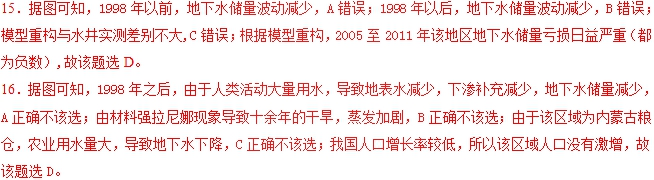 15．据图可知，1998 年以前，地下水储量波动减少，A 错误；1998 年以后，地下水储量波动减少，B 错误；
模型重构与水井实测差别不大,C 错误；根据模型重构，2005 至 2011 年该地区地下水储量亏损日益严重（都
为负数）,故该题选 D。
16．据图可知，1998 年之后，由于人类活动大量用水，导致地表水减少，下渗补充减少，地下水储量减少，
A 正确不该选；由材料强拉尼娜现象导致十余年的干旱，蒸发加剧，B 正确不该选；由于该区域为内蒙古粮
仓，农业用水量大，导致地下水下降，C 正确不该选；我国人口增长率较低，所以该区域人口没有激增，故
该题选 D。